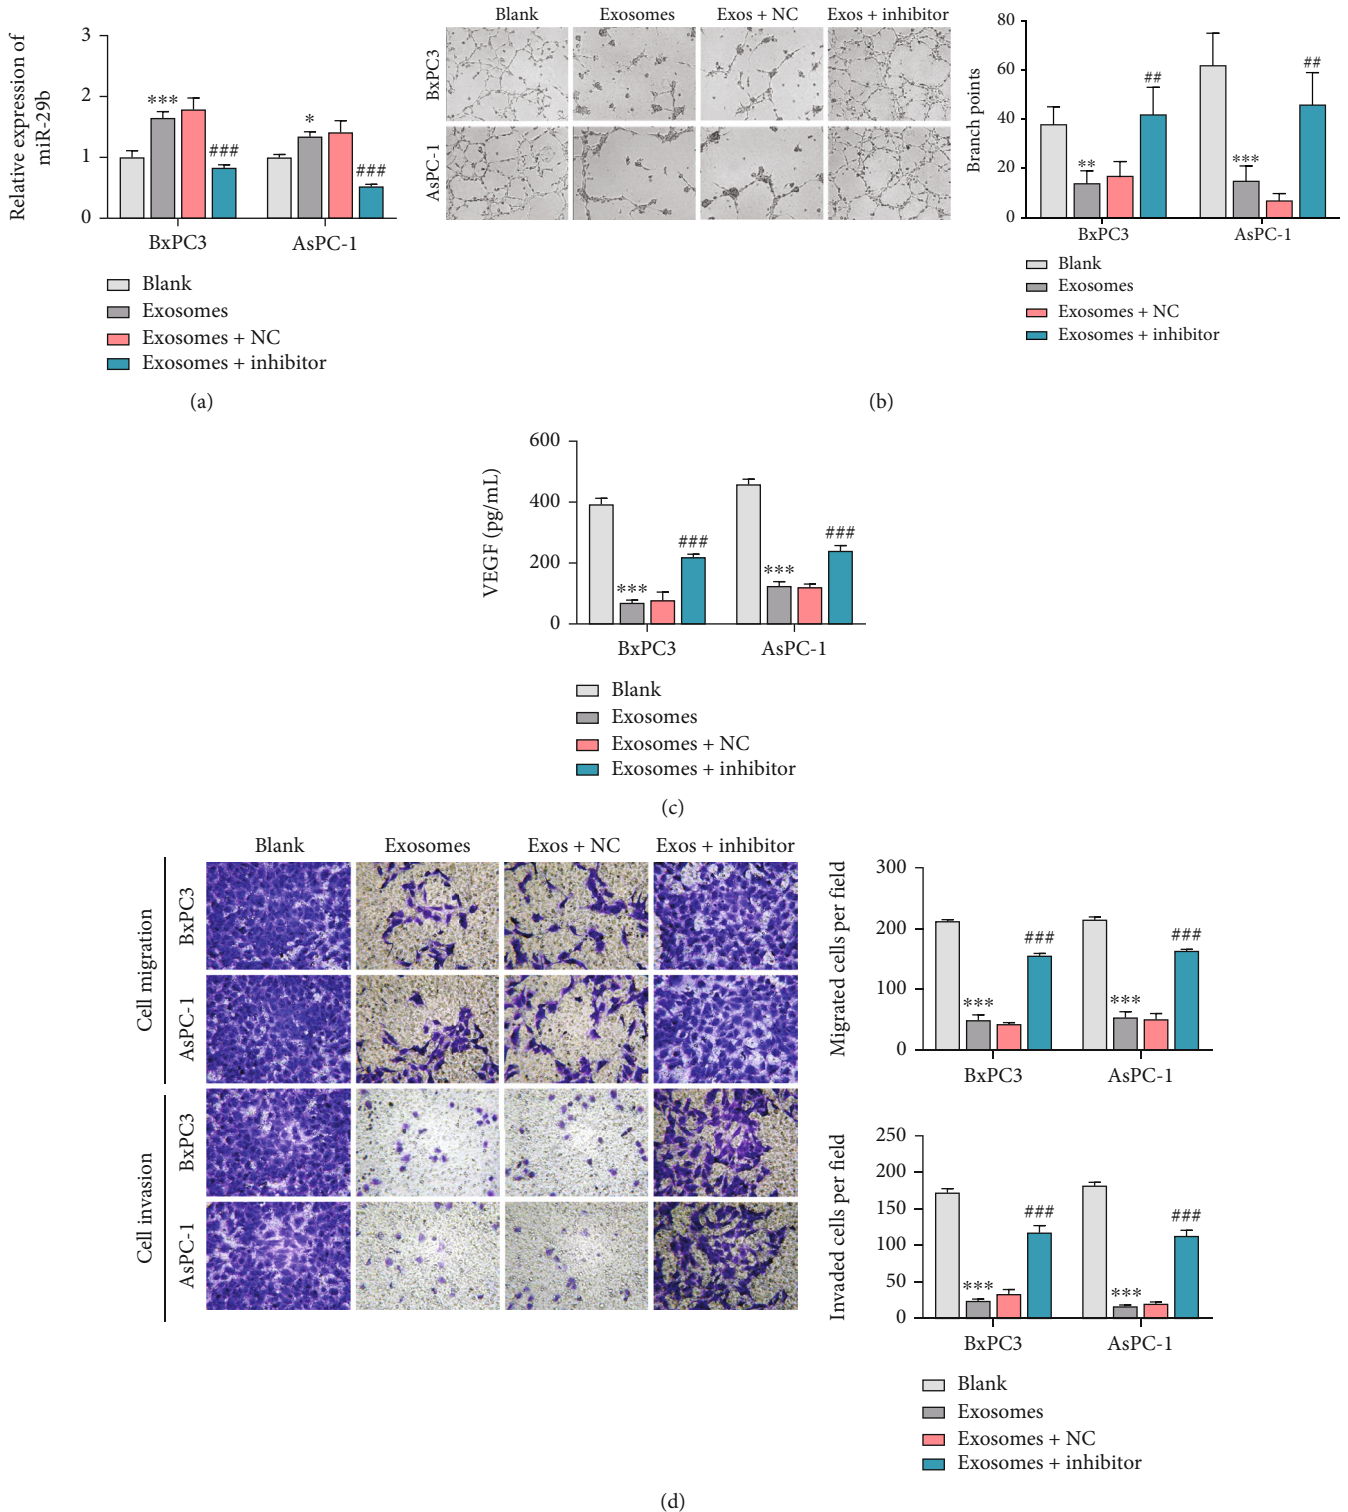 Relative expression of
miR-29b
3
2
1
0
***
###
*
###
BxPC3
AsPC-1
Blank
Exosomes
Exosomes + NC
Exosomes + inhibitor
(a)
Blank
Exosomes
Exos + NC
Exos + inhibitor
BxPC3
AsPC-1
Branch points
80
60
40
20
0
**
##
***
##
BxPC3
AsPC-1
Blank
Exosomes
Exosomes + NC
Exosomes + inhibitor
(b)
VEGF (pg/mL)
600
400
200
0
***
###
***
###
BxPC3
AsPC-1
Blank
Exosomes
Exosomes + NC
Exosomes + inhibitor
(c)
Blank
Exosomes
Exos + NC
Exos + inhibitor
Cell migration
BxPC3
AsPC-1
Cell invasion
BxPC3
AsPC-1
Migrated cells per field
300
200
100
0
***
###
***
###
BxPC3
AsPC-1
Invaded cells per field
250
200
150
100
50
0
***
###
***
###
BxPC3
AsPC-1
Blank
Exosomes
Exosomes + NC
Exosomes + inhibitor
(d)